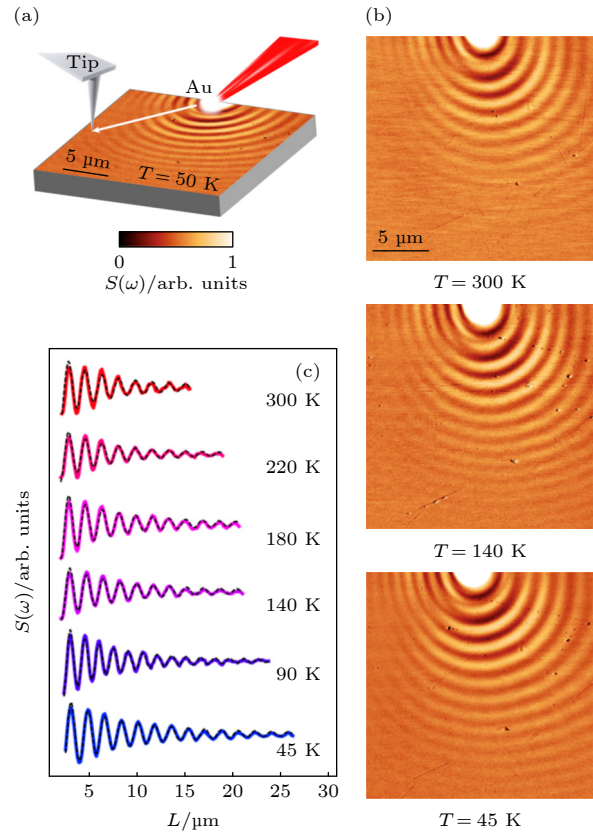 (a)
Tip
Au
5 μm
T = 50 K
0 1
S(ω)/arb. units
(b)
5 μm
T = 300 K
T = 140 K
T = 45 K
(c)
300 K
220 K
180 K
140 K
90 K
45 K
S(ω)/arb. units
5 10 15 20 25 30
L/μm